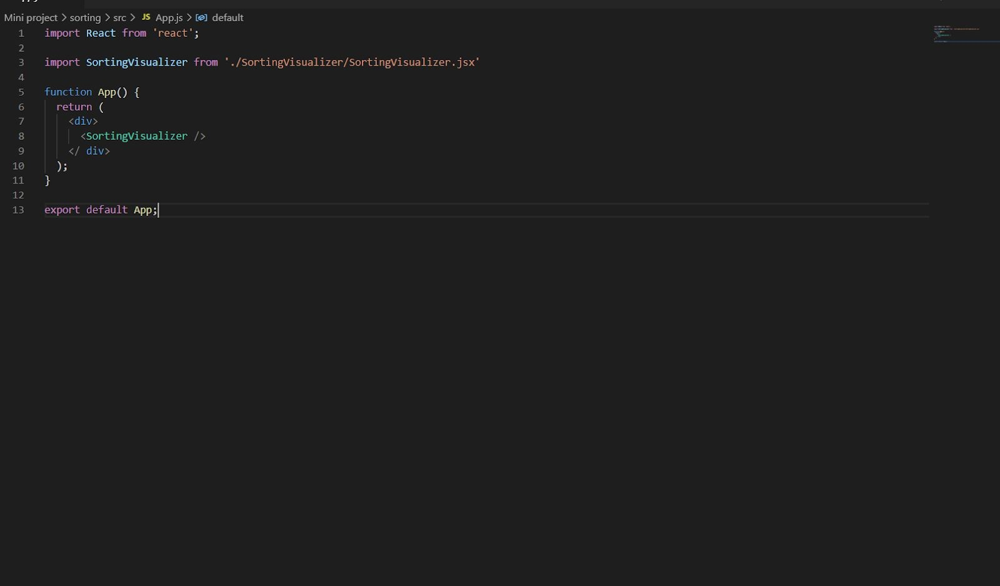 Mini project > sorting > src > JS App.js > default
1 import React from 'react';
2
3 import SortingVisualizer from './SortingVisualizer/SortingVisualizer.jsx'
4
5 function App() {
6 return (
7 <div>
8 <SortingVisualizer />
9 </ div>
10 );
11 }
12
13 export default App;